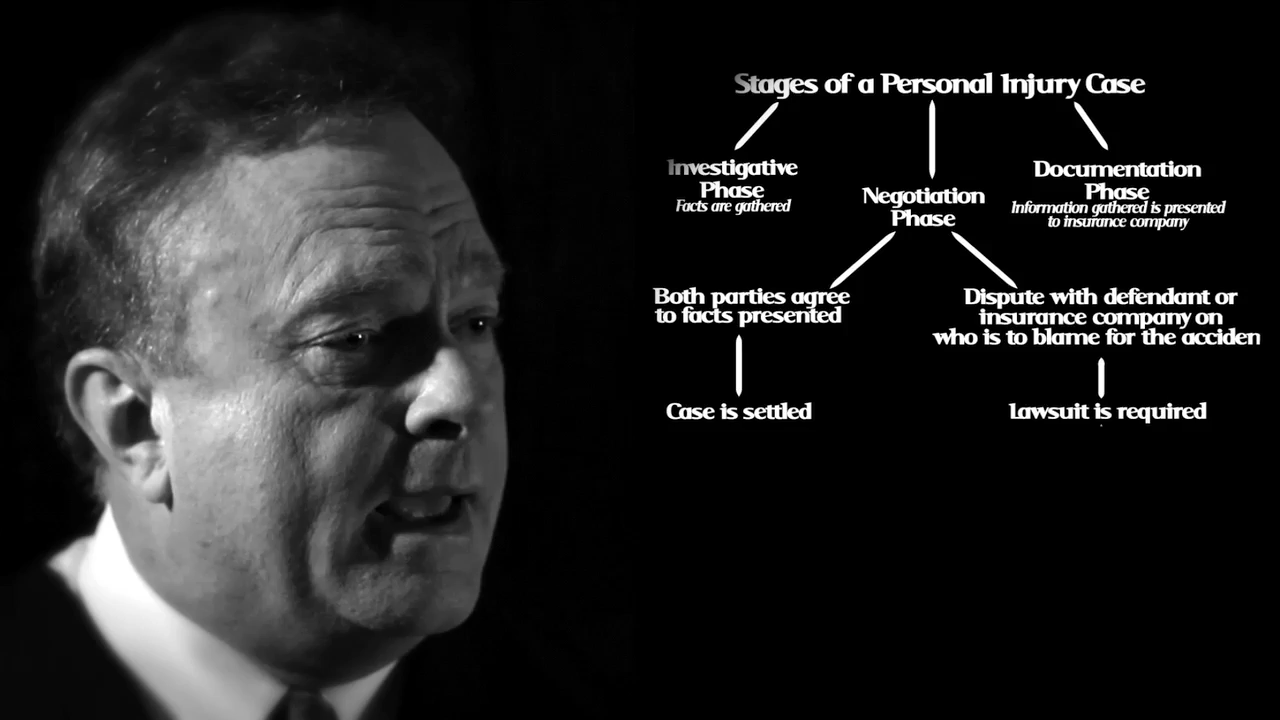 Stages of a Personal Injury Case
Investigative
Phase
Facts are gathered
Negotiation
Phase
Documentation
Phase
Information gathered is presented
to insurance company
Both parties agree
to facts presented
Case is settled
Dispute with defendant or
insurance company on
who is to blame for the acciden
Lawsuit is required